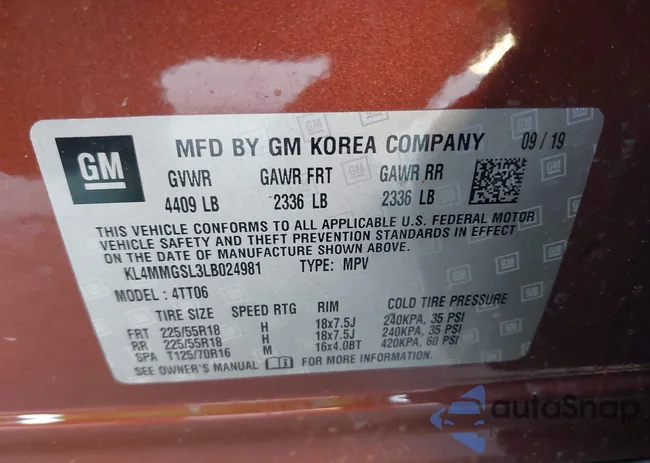 GM
MFD BY GM KOREA COMPANY 09 / 19
GVWR GAWR FRT GAWR RR
4409 LB 2336 LB 2336 LB
THIS VEHICLE CONFORMS TO ALL APPLICABLE U.S. FEDERAL MOTOR
VEHICLE SAFETY AND THEFT PREVENTION STANDARDS IN EFFECT
ON THE DATE OF MANUFACTURE SHOWN ABOVE.
KL4MMGSL3LB024981 TYPE: MPV
MODEL : 4TT06
TIRE SIZE SPEED RTG RIM COLD TIRE PRESSURE
FRT 225/55R18 H 18x7.5J 240KPA, 35 PSI
RR 225/55R18 H 18x7.5J 240KPA, 35 PSI
SPA T125/70R16 M 16x4.0BT 420KPA, 60 PSI
SEE OWNER'S MANUAL FOR MORE INFORMATION
autoSnap